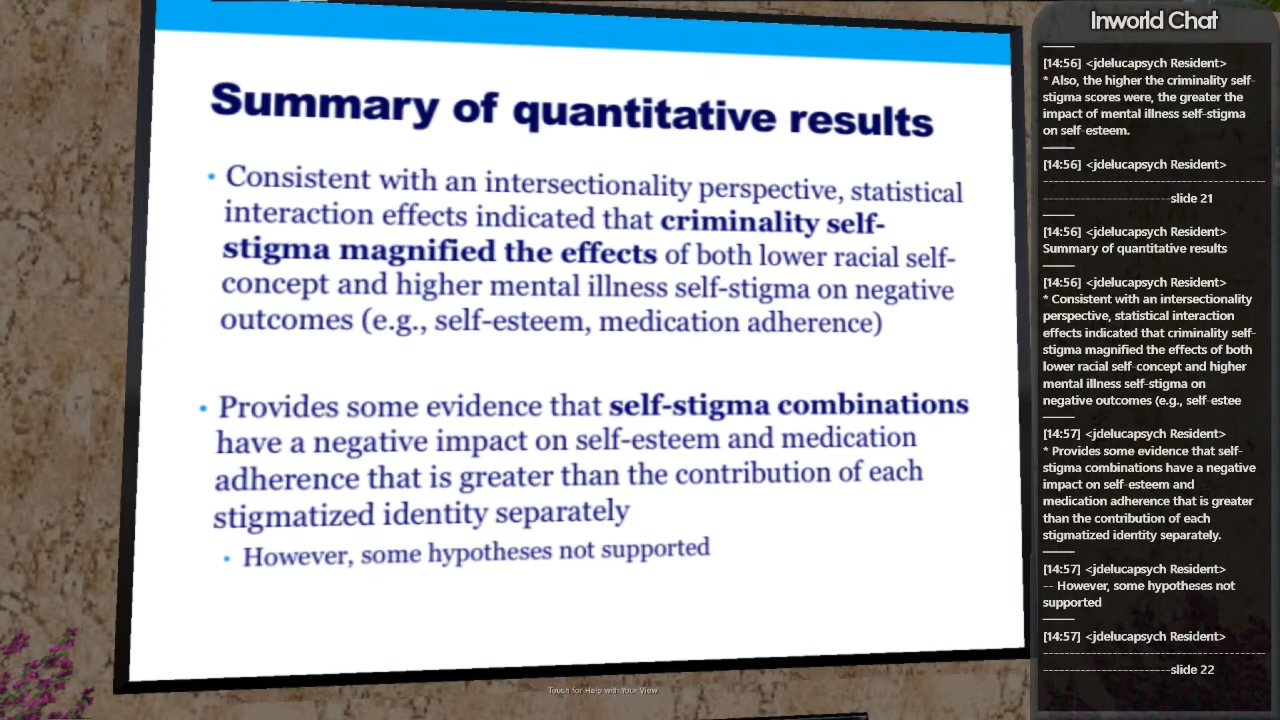 Summary of quantitative results
• Consistent with an intersectionality perspective, statistical
interaction effects indicated that criminality self-
stigma magnified the effects of both lower racial self-
concept and higher mental illness self-stigma on negative
outcomes (e.g., self-esteem, medication adherence)
• Provides some evidence that self-stigma combinations
have a negative impact on self-esteem and medication
adherence that is greater than the contribution of each
stigmatized identity separately
• However, some hypotheses not supported
Touch for Help with Your View
Inworld Chat
[14:56] <jdelucapsych Resident>
* Also, the higher the criminality self-
stigma scores were, the greater the
impact of mental illness self-stigma
on self-esteem.
[14:56] <jdelucapsych Resident>
------------------------------------------
------------------------slide 21
[14:56] <jdelucapsych Resident>
Summary of quantitative results
[14:56] <jdelucapsych Resident>
* Consistent with an intersectionality
perspective, statistical interaction
effects indicated that criminality self-
stigma magnified the effects of both
lower racial self-concept and higher
mental illness self-stigma on
negative outcomes (e.g., self-estee
[14:57] <jdelucapsych Resident>
* Provides some evidence that self-
stigma combinations have a negative
impact on self-esteem and
medication adherence that is greater
than the contribution of each
stigmatized identity separately.
[14:57] <jdelucapsych Resident>
-- However, some hypotheses not
supported
[14:57] <jdelucapsych Resident>
------------------------------------------
------------------------slide 22